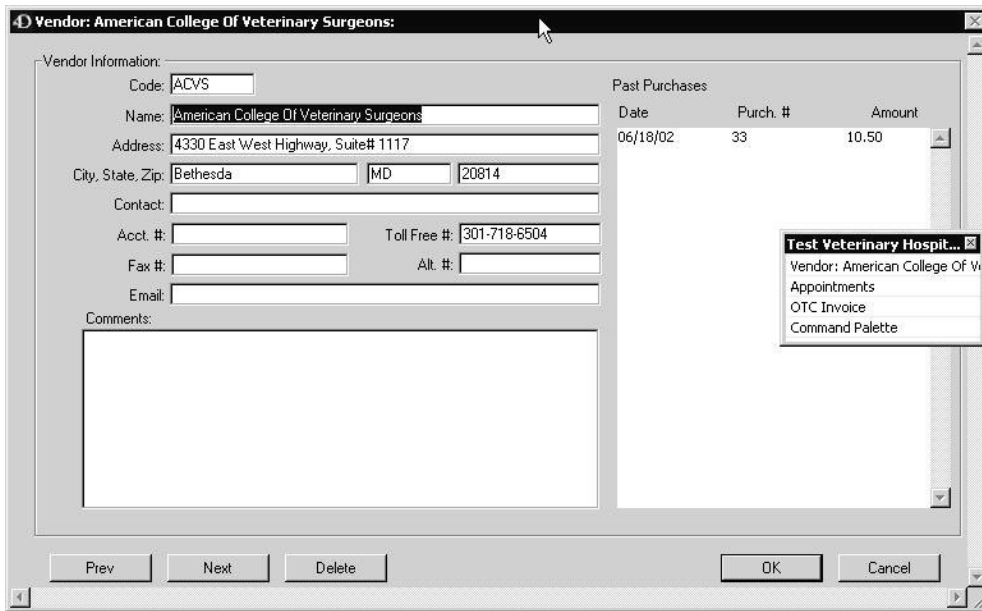 4D Vendor: American College Of Veterinary Surgeons:
Vendor Information:
Code: ACVS
Name: American College Of Veterinary Surgeons
Address: 4330 East West Highway, Suite# 1117
City, State, Zip: Bethesda MD 20814
Contact:
Acct. #: Toll Free #: 301-718-6504
Fax #: Alt. #:
Email:
Comments:
Past Purchases
Date Purch. # Amount
06/18/02 33 10.50
Test Veterinary Hospit...
Vendor: American College Of V
Appointments
OTC Invoice
Command Palette
Prev Next Delete OK Cancel